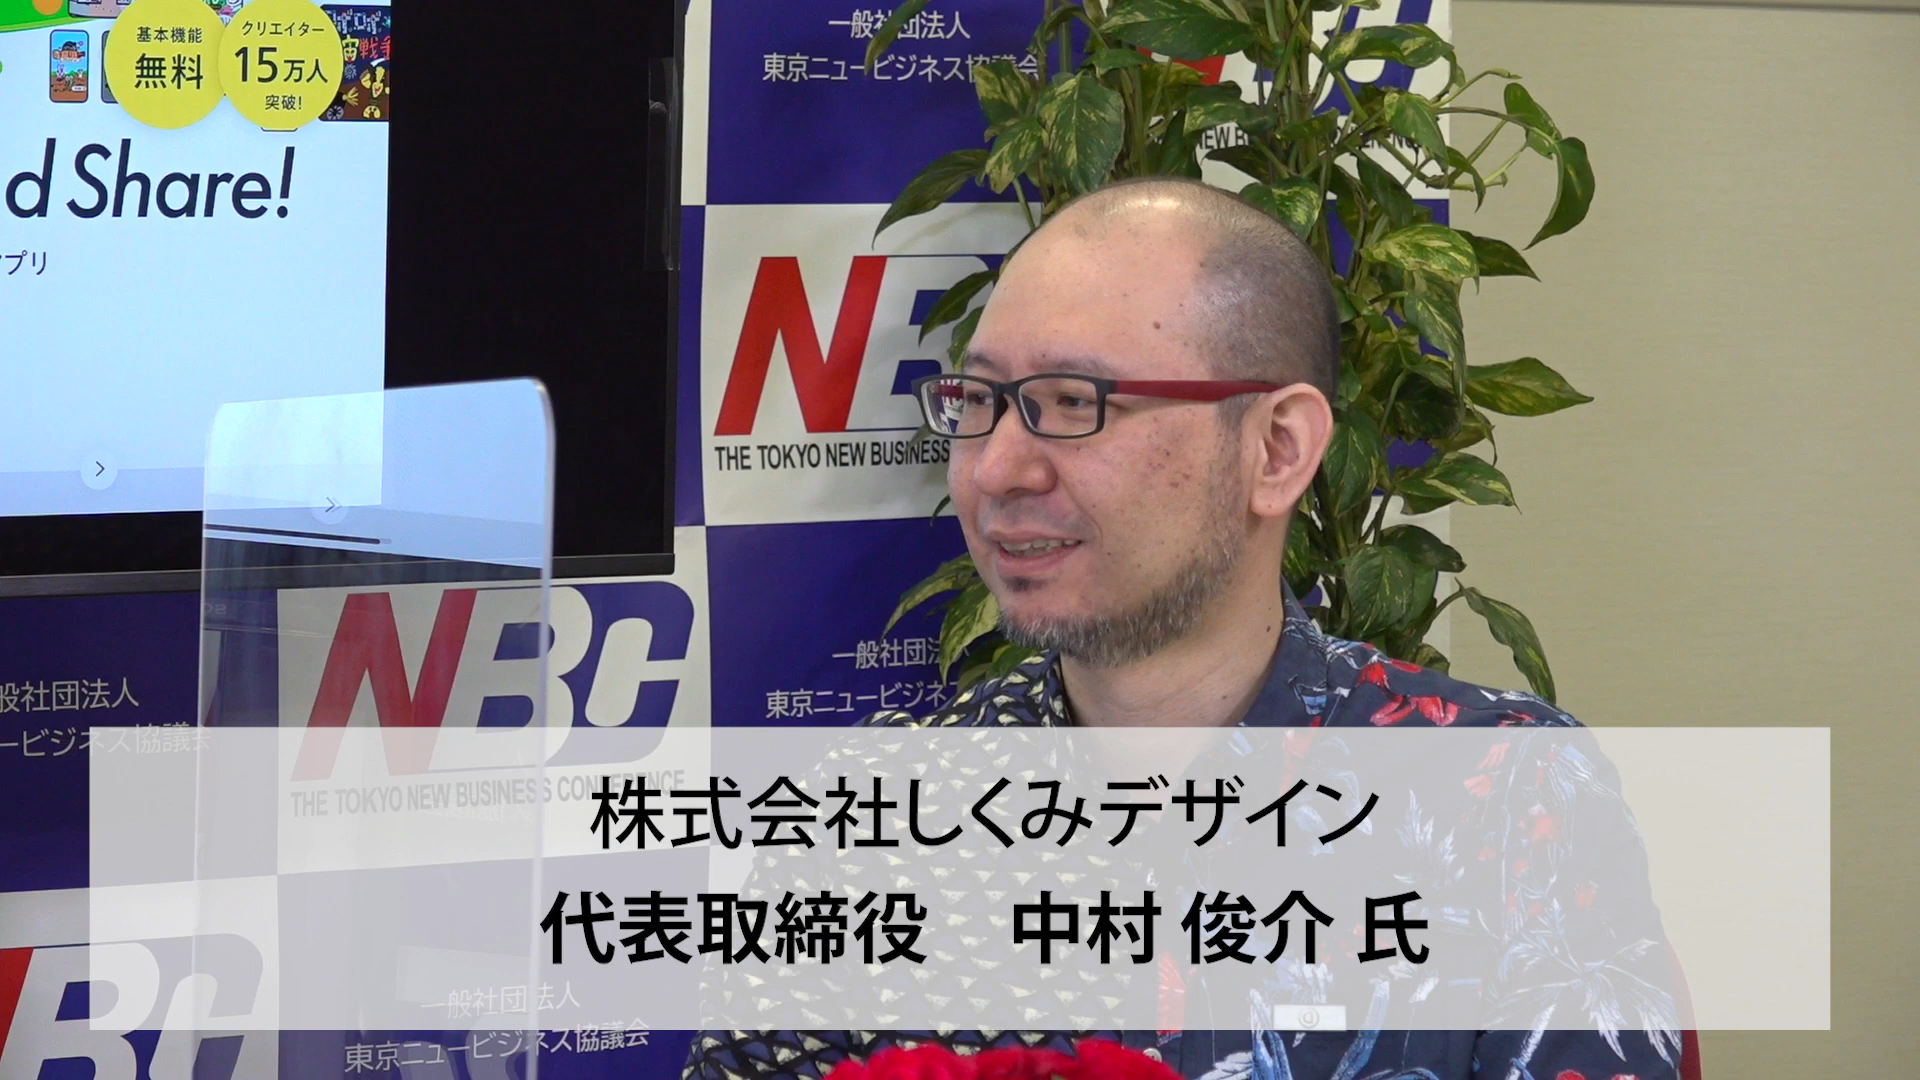 基本機能
無料
クリエイター
15万人
突破!
d Share!
プリ
一般社団法人
東京ニュービジネス協議会
NEW B
NB
THE TOKYO NEW BUSINESS
一般社団法
東京ニュービジネ
般社団法人
ービジネス協議会
NBC
THE TOKYO NEW BUSINESS CONFERENCE
株式会社しくみデザイン
代表取締役　中村 俊介 氏
NBC
一般社団法人
東京ニュービジネス協議会